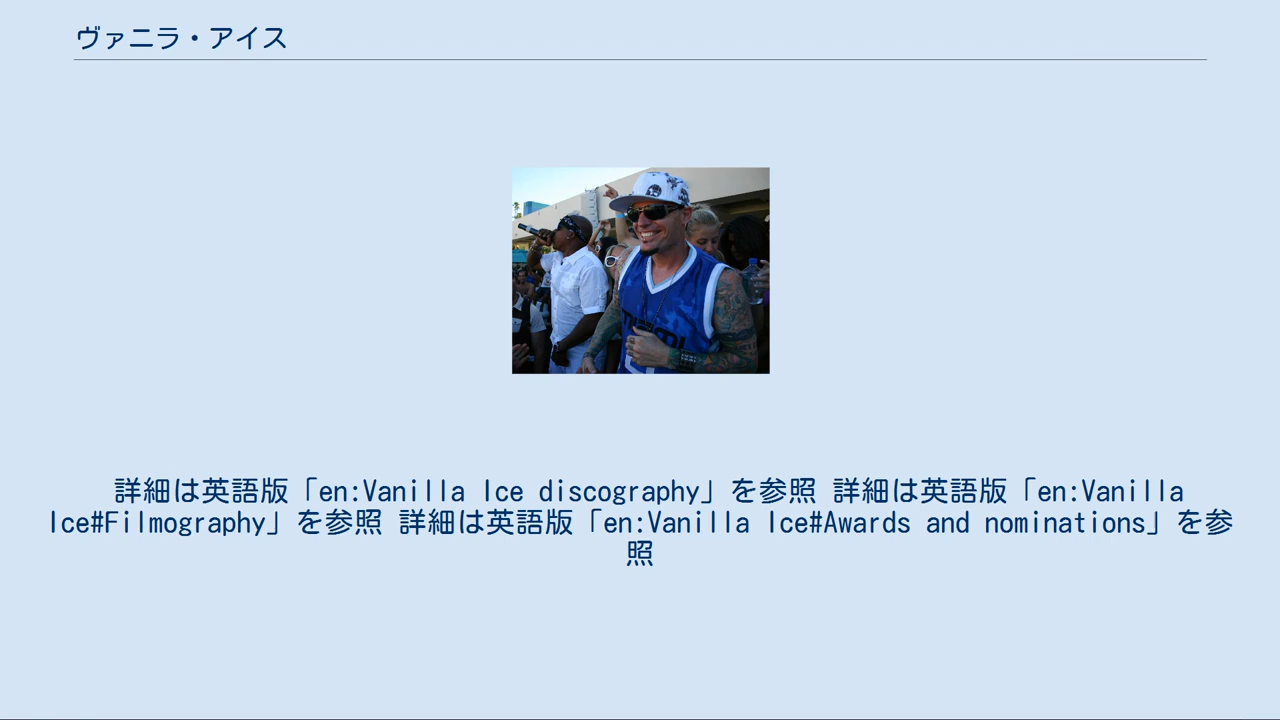 ヴァニラ・アイス
詳細は英語版「en:Vanilla Ice discography」を参照 詳細は英語版「en:Vanilla
Ice#Filmography」を参照 詳細は英語版「en:Vanilla Ice#Awards and nominations」を参
照